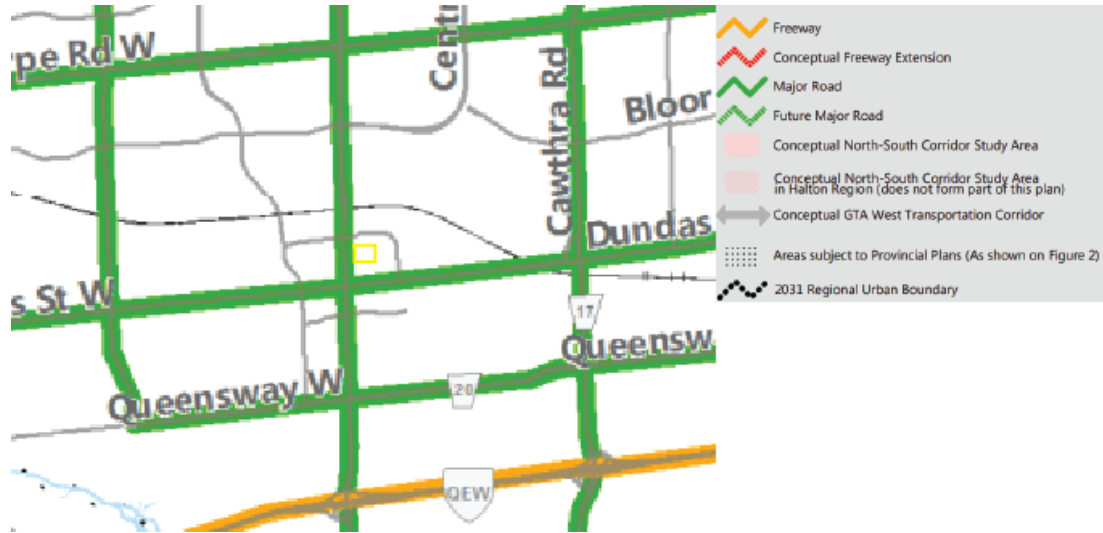 pe Rd W
Centr
Cawthra Rd
Bloor
Dundas
s St W
17
Queensw
Queensway W
20
QEW
Freeway
Conceptual Freeway Extension
Major Road
Future Major Road
Conceptual North-South Corridor Study Area
Conceptual North-South Corridor Study Area
in Halton Region (does not form part of this plan)
Conceptual GTA West Transportation Corridor
Areas subject to Provincial Plans (As shown on Figure 2)
2031 Regional Urban Boundary